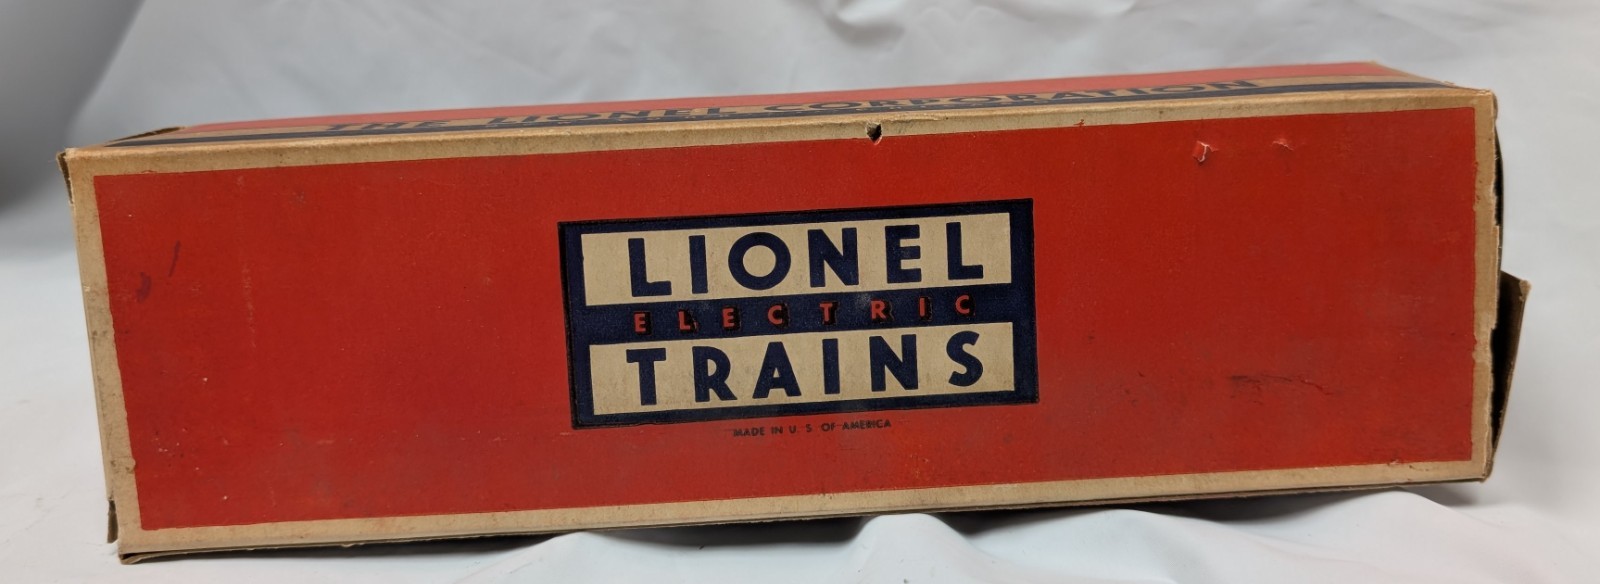 THE LIONEL CORPORATION
LIONEL
ELECTRIC
TRAINS
MADE IN U. S. OF AMERICA